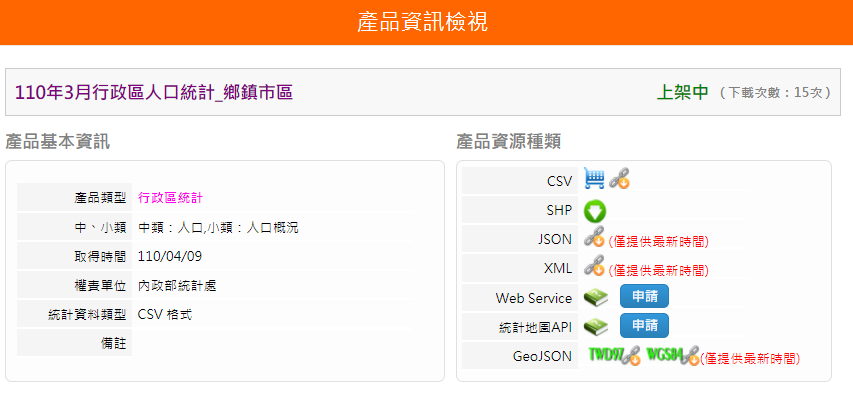 產品資訊檢視
110年3月行政區人口統計_鄉鎮市區
上架中 (下載次數：15次)
產品基本資訊
產品類型 行政區統計
中、小類 中類：人口,小類：人口概況
取得時間 110/04/09
權責單位 內政部統計處
統計資料類型 CSV 格式
備註
產品資源種類
CSV
SHP
JSON (僅提供最新時間)
XML (僅提供最新時間)
Web Service 申請
統計地圖API 申請
GeoJSON TWD97 WGS84 (僅提供最新時間)